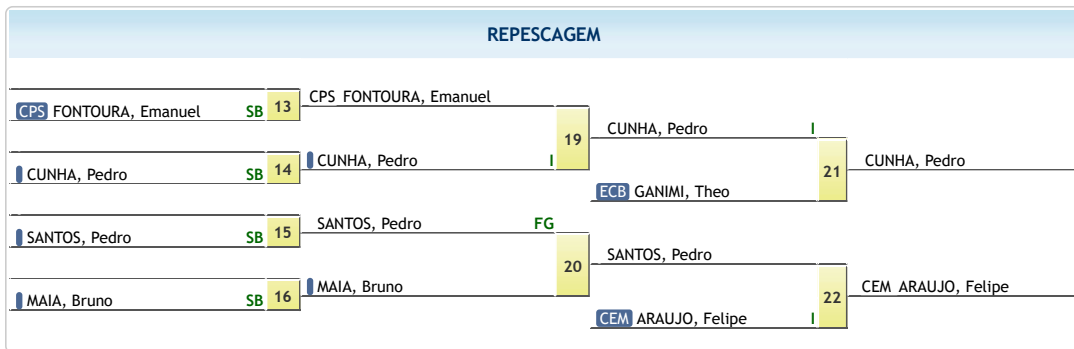 REPESCAGEM
CPS FONTOURA, Emanuel SB 13
CPS FONTOURA, Emanuel
19
CUNHA, Pedro I
CUNHA, Pedro SB 14
CUNHA, Pedro I
21
CUNHA, Pedro
ECB GANIMI, Theo
SANTOS, Pedro SB 15
SANTOS, Pedro FG
20
SANTOS, Pedro
MAIA, Bruno SB 16
MAIA, Bruno
22
CEM ARAUJO, Felipe
CEM ARAUJO, Felipe I